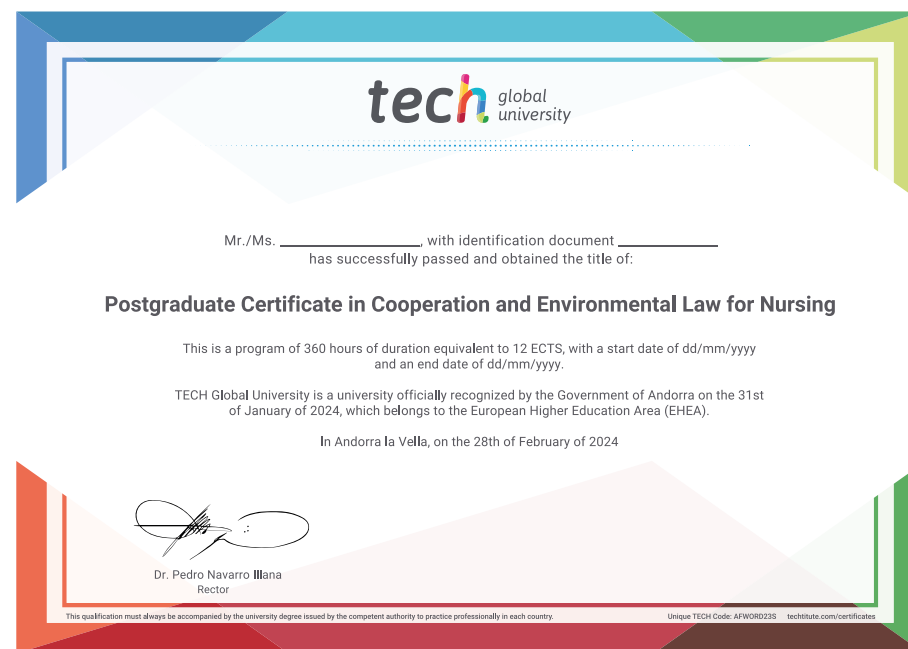 tech global
university
Mr./Ms. ____________, with identification document ____________
has successfully passed and obtained the title of:
Postgraduate Certificate in Cooperation and Environmental Law for Nursing
This is a program of 360 hours of duration equivalent to 12 ECTS, with a start date of dd/mm/yyyy
and an end date of dd/mm/yyyy.
TECH Global University is a university officially recognized by the Government of Andorra on the 31st
of January of 2024, which belongs to the European Higher Education Area (EHEA).
In Andorra la Vella, on the 28th of February of 2024
Dr. Pedro Navarro Illana
Rector
This qualification must always be accompanied by the university degree issued by the competent authority to practice professionally in each country.
Unique TECH Code: AFWORD23S techtitute.com/certificates